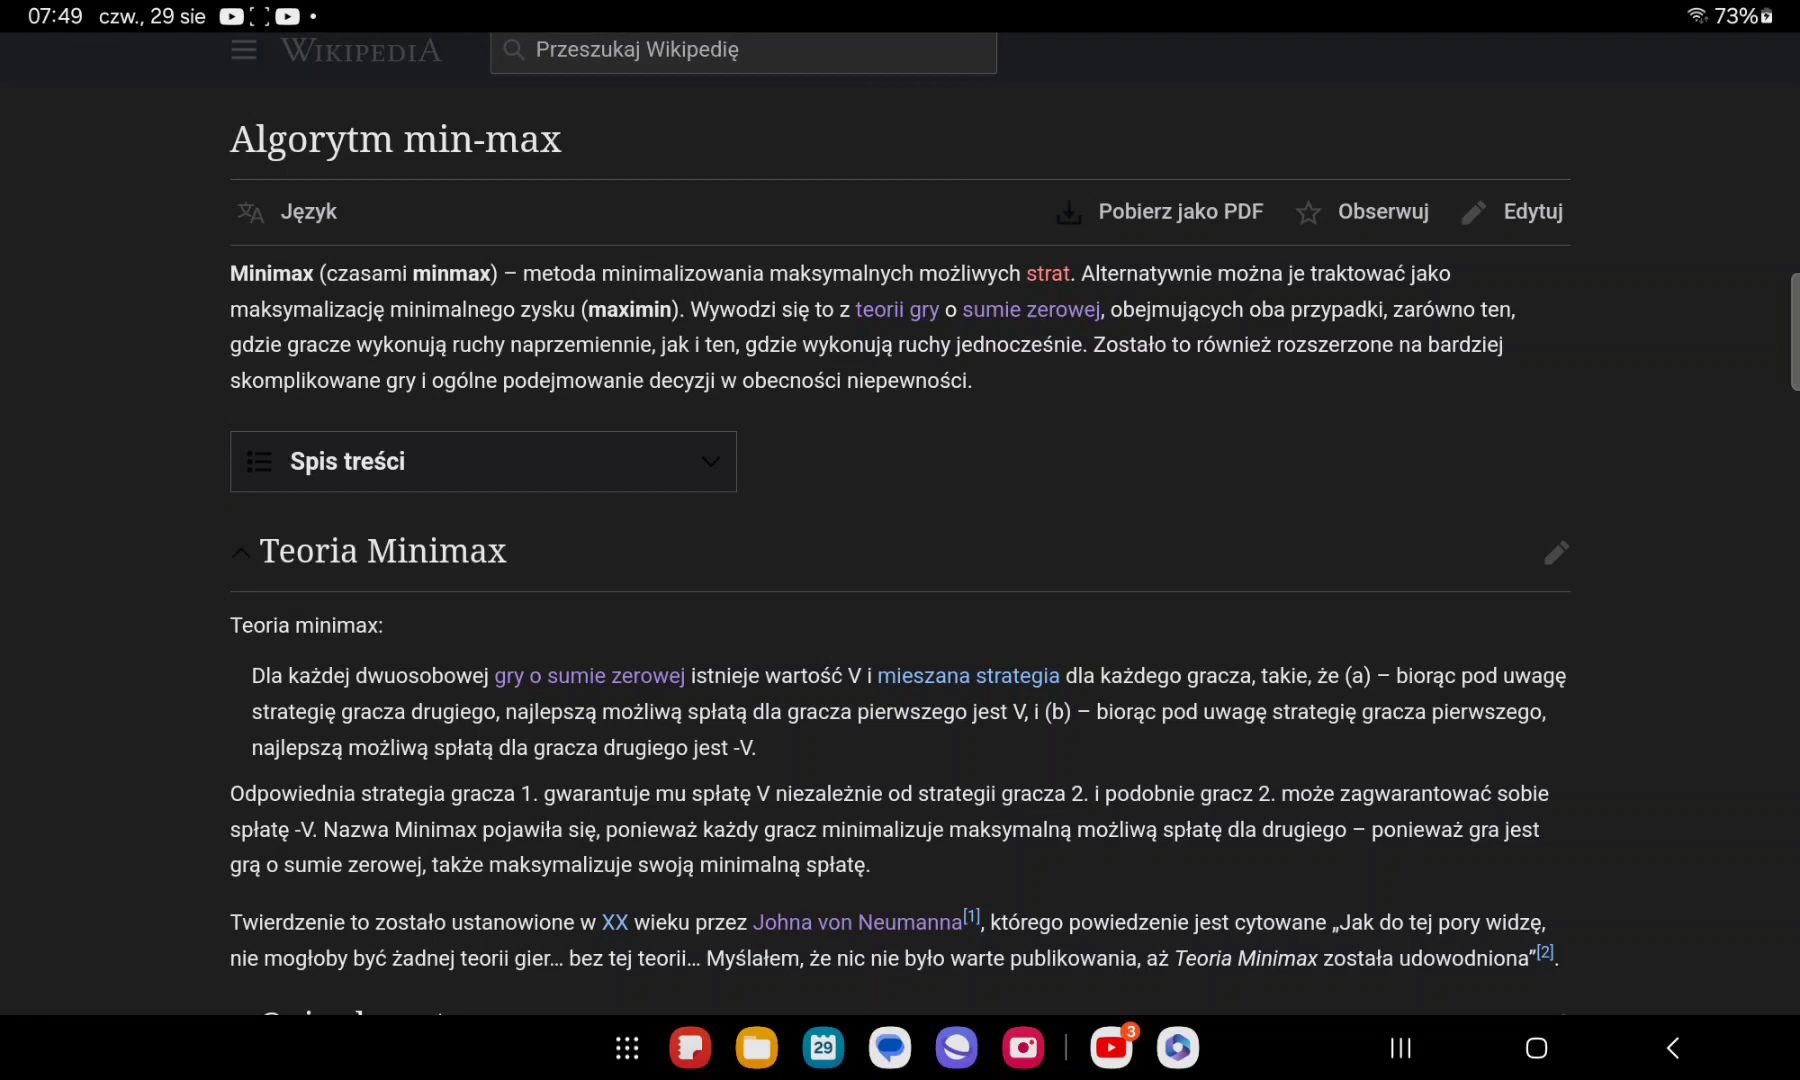 07:49 czw., 29 sie
73%
WIKIPEDIA
Przeszukaj Wikipedię
Algorytm min-max
Język
Pobierz jako PDF
Obserwuj
Edytuj
Minimax (czasami minmax) – metoda minimalizowania maksymalnych możliwych strat. Alternatywnie można je traktować jako
maksymalizację minimalnego zysku (maximin). Wywodzi się to z teorii gry o sumie zerowej, obejmujących oba przypadki, zarówno ten,
gdzie gracze wykonują ruchy naprzemiennie, jak i ten, gdzie wykonują ruchy jednocześnie. Zostało to również rozszerzone na bardziej
skomplikowane gry i ogólne podejmowanie decyzji w obecności niepewności.
Spis treści
Teoria Minimax
Teoria minimax:
Dla każdej dwuosobowej gry o sumie zerowej istnieje wartość V i mieszana strategia dla każdego gracza, takie, że (a) – biorąc pod uwagę
strategię gracza drugiego, najlepszą możliwą spłatą dla gracza pierwszego jest V, i (b) – biorąc pod uwagę strategię gracza pierwszego,
najlepszą możliwą spłatą dla gracza drugiego jest -V.
Odpowiednia strategia gracza 1. gwarantuje mu spłatę V niezależnie od strategii gracza 2. i podobnie gracz 2. może zagwarantować sobie
spłatę -V. Nazwa Minimax pojawiła się, ponieważ każdy gracz minimalizuje maksymalną możliwą spłatę dla drugiego – ponieważ gra jest
grą o sumie zerowej, także maksymalizuje swoją minimalną spłatę.
Twierdzenie to zostało ustanowione w XX wieku przez Johna von Neumanna[1], którego powiedzenie jest cytowane „Jak do tej pory widzę,
nie mogłoby być żadnej teorii gier… bez tej teorii… Myślałem, że nic nie było warte publikowania, aż Teoria Minimax została udowodniona”[2].
29
3